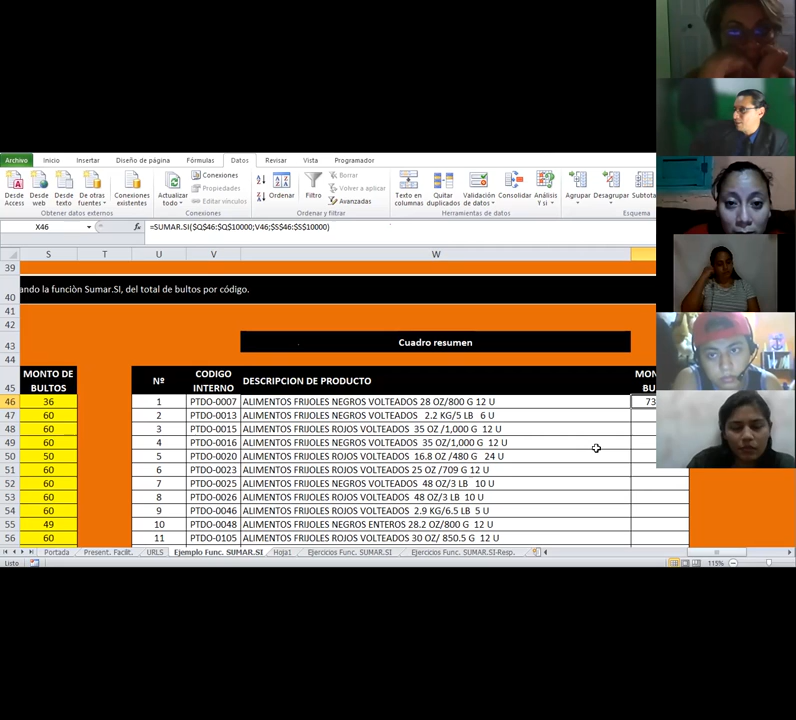 Archivo Inicio Insertar Diseño de página Fórmulas Datos Revisar Vista Programador
Desde Access
Desde web
Desde texto
De otras fuentes
Conexiones existentes
Obtener datos externos
Actualizar todo
Conexiones
Propiedades
Editar vínculos
Conexiones
Ordenar
Filtro
Borrar
Volver a aplicar
Avanzadas
Ordenar y filtrar
Texto en columnas
Quitar duplicados
Validación de datos
Consolidar
Análisis Y si
Herramientas de datos
Agrupar
Desagrupar
Subtota
Esquema
X46 fx =SUMAR.SI($Q$46:$Q$10000;V46;$S$46:$S$10000)
S T U V W
39
40 ando la funciòn Sumar.SI, del total de bultos por código.
41
42
43 Cuadro resumen
44
45 MONTO DE BULTOS Nº CODIGO INTERNO DESCRIPCION DE PRODUCTO MON BU
46 36 1 PTDO-0007 ALIMENTOS FRIJOLES NEGROS VOLTEADOS 28 OZ/800 G 12 U 73
47 60 2 PTDO-0013 ALIMENTOS FRIJOLES NEGROS VOLTEADOS 2.2 KG/5 LB 6 U
48 60 3 PTDO-0015 ALIMENTOS FRIJOLES ROJOS VOLTEADOS 35 OZ /1,000 G 12 U
49 60 4 PTDO-0016 ALIMENTOS FRIJOLES NEGROS VOLTEADOS 35 OZ/1,000 G 12 U
50 50 5 PTDO-0020 ALIMENTOS FRIJOLES ROJOS VOLTEADOS 16.8 OZ /480 G 24 U
51 60 6 PTDO-0023 ALIMENTOS FRIJOLES ROJOS VOLTEADOS 25 OZ /709 G 12 U
52 60 7 PTDO-0025 ALIMENTOS FRIJOLES NEGROS VOLTEADOS 48 OZ/3 LB 10 U
53 60 8 PTDO-0026 ALIMENTOS FRIJOLES ROJOS VOLTEADOS 48 OZ/3 LB 10 U
54 60 9 PTDO-0046 ALIMENTOS FRIJOLES ROJOS VOLTEADOS 2.9 KG/6.5 LB 5 U
55 49 10 PTDO-0048 ALIMENTOS FRIJOLES NEGROS ENTEROS 28.2 OZ/800 G 12 U
56 60 11 PTDO-0105 ALIMENTOS FRIJOLES ROJOS VOLTEADOS 30 OZ/ 850.5 G 12 U
Portada Present. Facilit. URLS Ejemplo Func. SUMAR.SI Hoja1 Ejercicios Func. SUMAR.SI Ejercicios Func. SUMAR.SI-Resp.
Listo 115%